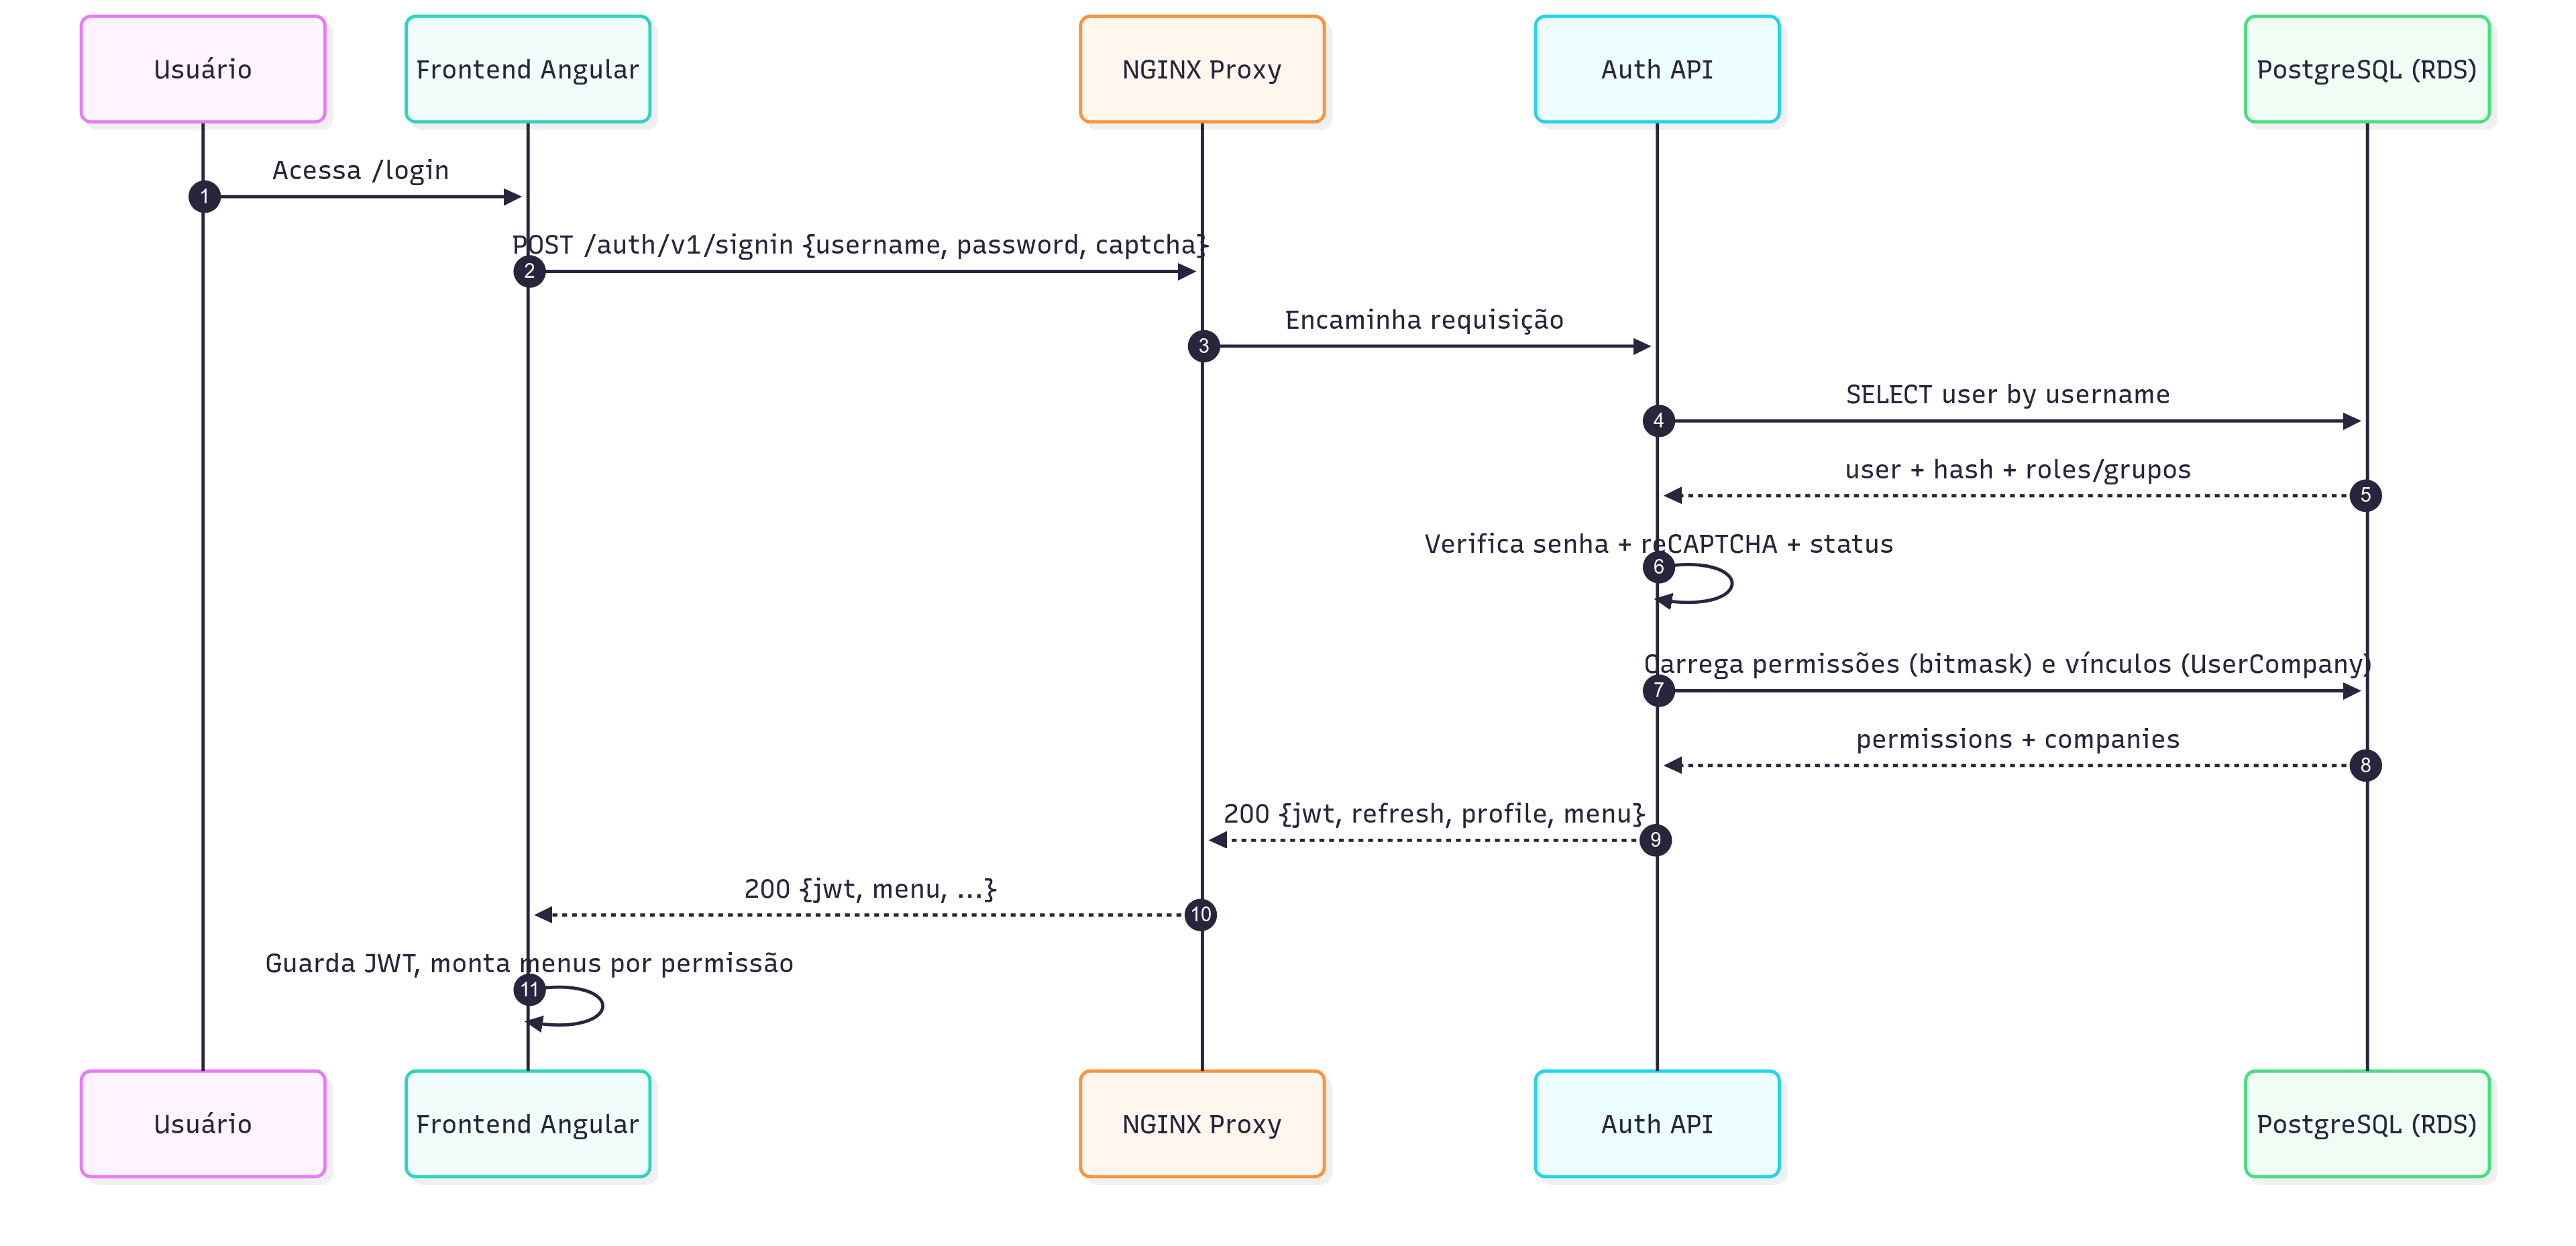 Usuário
Frontend Angular
NGINX Proxy
Auth API
PostgreSQL (RDS)
Acessa /login
1
POST /auth/v1/signin {username, password, captcha}
2
Encaminha requisição
3
SELECT user by username
4
user + hash + roles/grupos
5
Verifica senha + reCAPTCHA + status
6
Carrega permissões (bitmask) e vínculos (UserCompany)
7
permissions + companies
8
200 {jwt, refresh, profile, menu}
9
200 {jwt, menu, ...}
10
Guarda JWT, monta menus por permissão
11
Usuário
Frontend Angular
NGINX Proxy
Auth API
PostgreSQL (RDS)